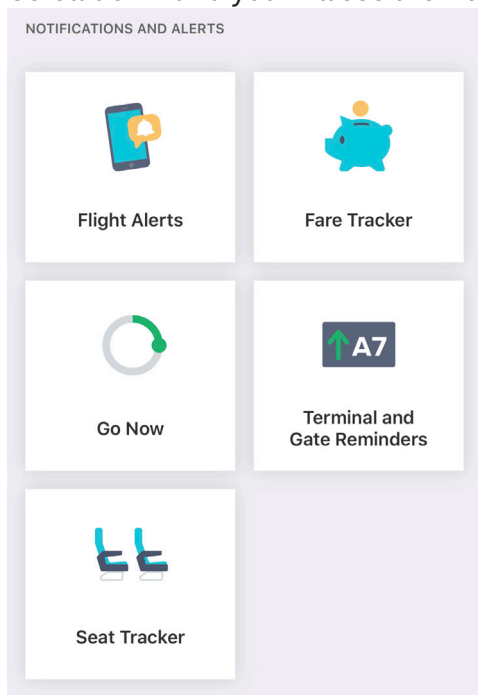 NOTIFICATIONS AND ALERTS
Flight Alerts
Fare Tracker
Go Now
A7
Terminal and
Gate Reminders
Seat Tracker